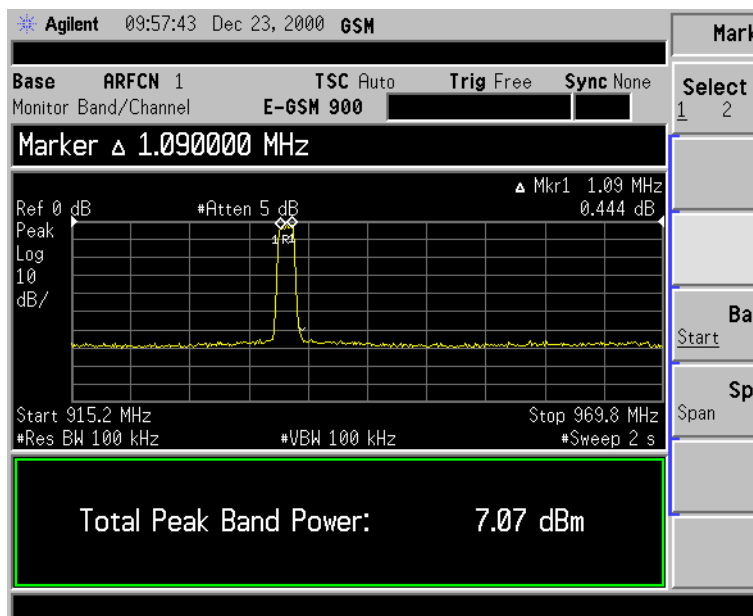 Agilent 09:57:43 Dec 23, 2000 GSM
Mark
Base ARFCN 1 TSC Auto Trig Free Sync None
Monitor Band/Channel E-GSM 900
Select
1 2
Marker Δ 1.090000 MHz
Δ Mkr1 1.09 MHz
Ref 0 dB #Atten 5 dB 0.444 dB
Peak
Log
10
dB/
1R
Ba
Start
Sp
Span
Start 915.2 MHz Stop 969.8 MHz
#Res BW 100 kHz #VBW 100 kHz #Sweep 2 s
Total Peak Band Power: 7.07 dBm